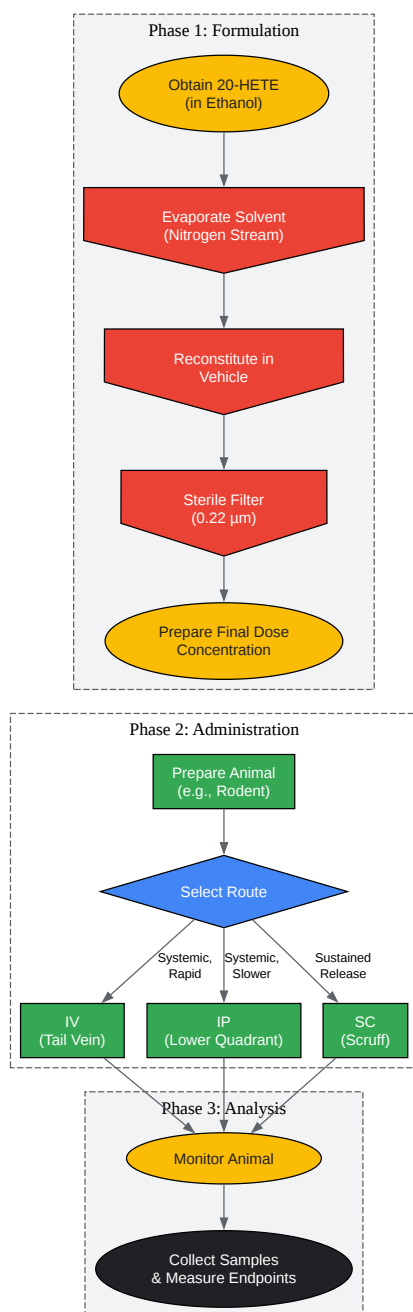 Phase 1: Formulation
Obtain 20-HETE
(in Ethanol)
Evaporate Solvent
(Nitrogen Stream)
Reconstitute in
Vehicle
Sterile Filter
(0.22 µm)
Prepare Final Dose
Concentration
Phase 2: Administration
Prepare Animal
(e.g., Rodent)
Select Route
Systemic,
Rapid
Systemic,
Slower
Sustained
Release
IV
(Tail Vein)
IP
(Lower Quadrant)
SC
(Scruff)
Phase 3: Analysis
Monitor Animal
Collect Samples
& Measure Endpoints